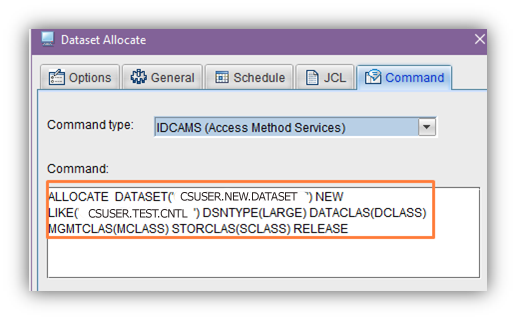 Dataset Allocate
Options General Schedule JCL Command
Command type: IDCAMS (Access Method Services)
Command:
ALLOCATE DATASET(' CSUSER.NEW.DATASET `) NEW
LIKE(' CSUSER.TEST.CNTL ') DSNTYPE(LARGE) DATACLAS(DCLASS)
MGMTCLAS(MCLASS) STORCLAS(SCLASS) RELEASE